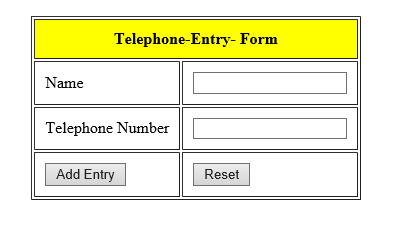 Telephone-Entry- Form
Name
Telephone Number
Add Entry
Reset